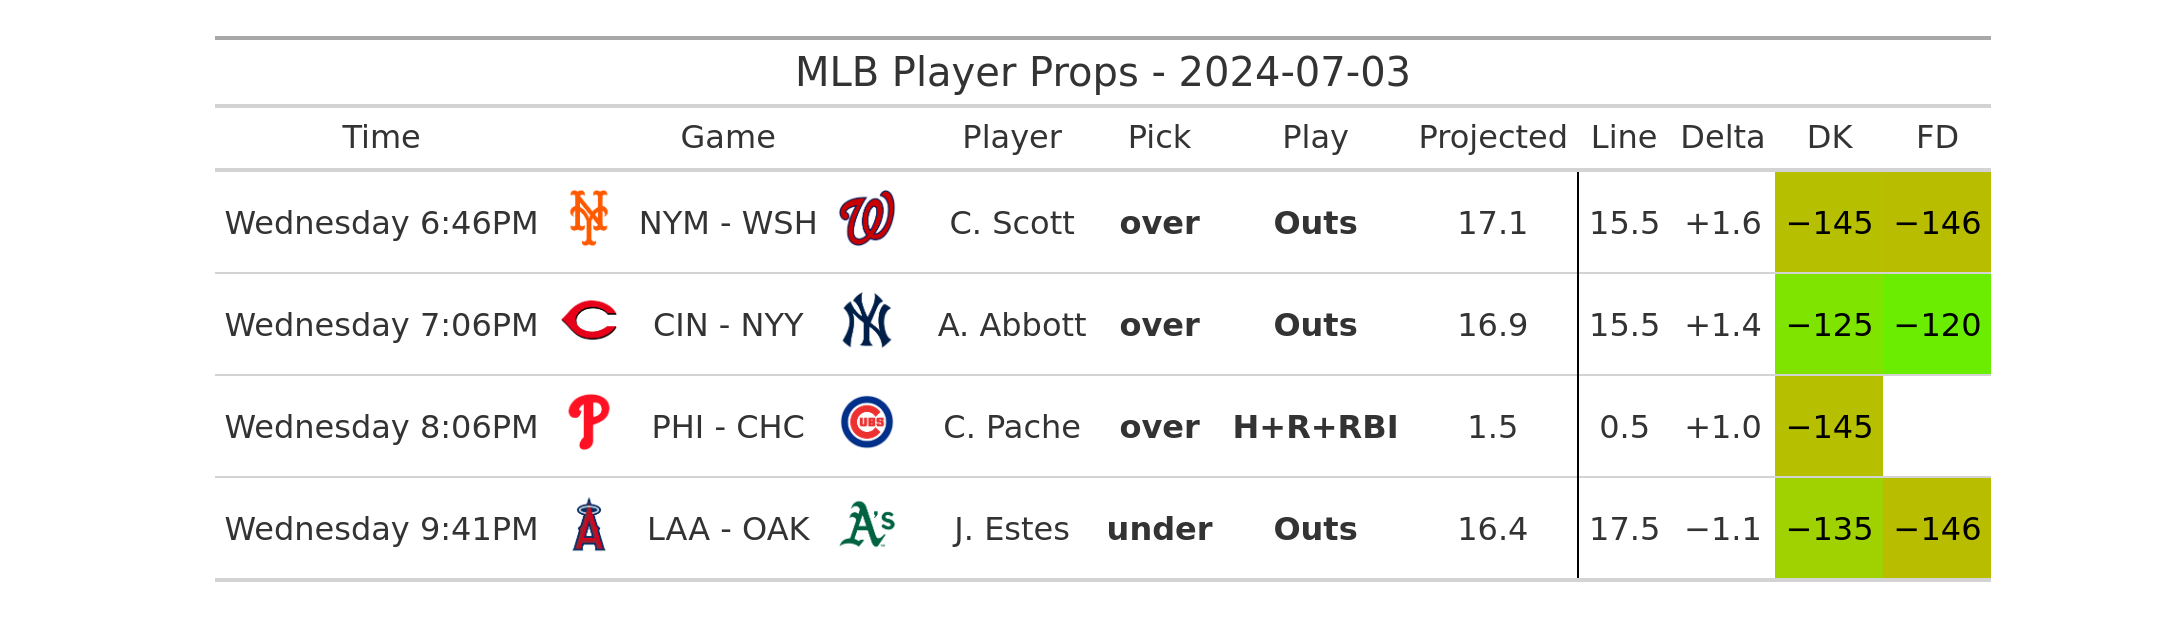 MLB Player Props - 2024-07-03
Time Game Player Pick Play Projected Line Delta DK FD
Wednesday 6:46PM NYM - WSH C. Scott over Outs 17.1 15.5 +1.6 −145 −146
Wednesday 7:06PM CIN - NYY A. Abbott over Outs 16.9 15.5 +1.4 −125 −120
Wednesday 8:06PM PHI - CHC CUBS C. Pache over H+R+RBI 1.5 0.5 +1.0 −145
Wednesday 9:41PM LAA - OAK A's J. Estes under Outs 16.4 17.5 −1.1 −135 −146